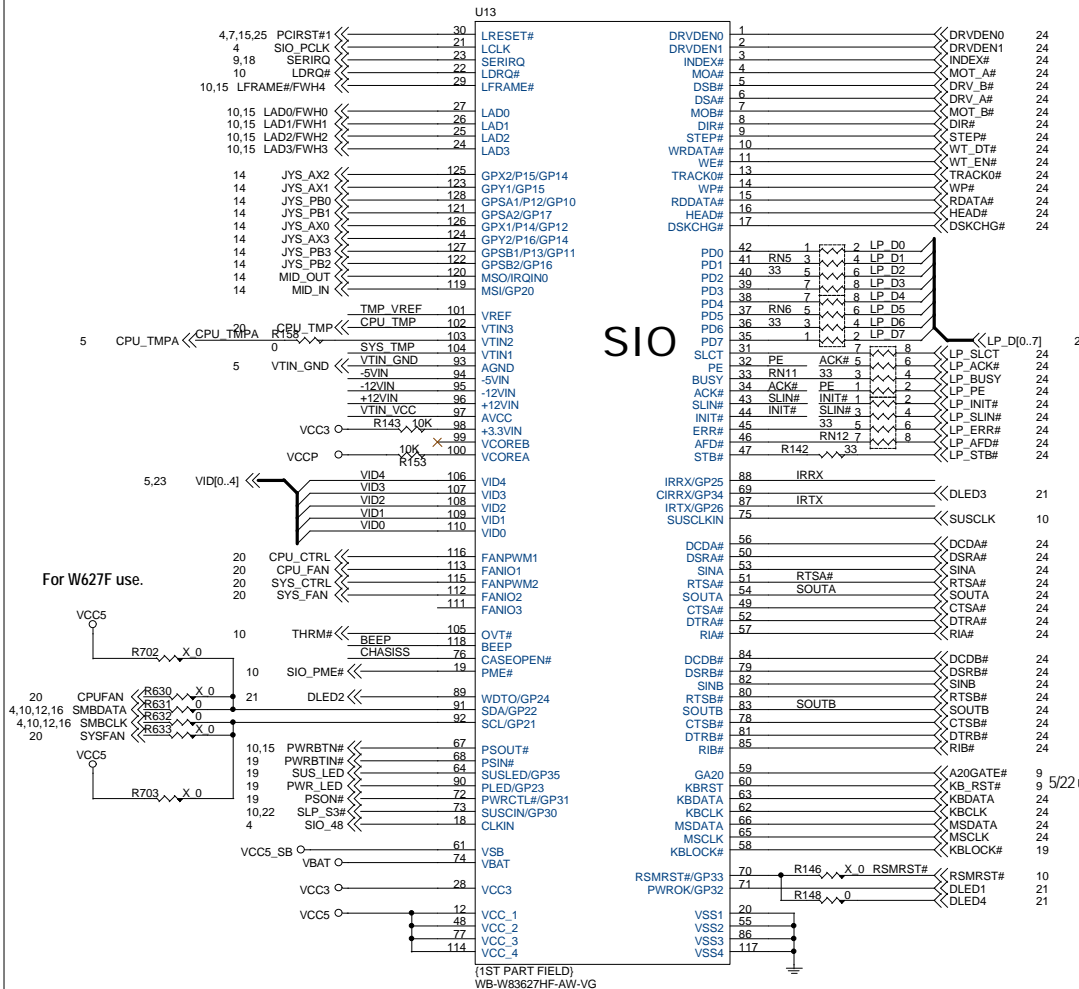 U13
4,7,15,25 PCIRST#1 30 LRESET# DRVDEN0 1 DRVDEN0 24
4 SIO_PCLK 21 LCLK DRVDEN1 2 DRVDEN1 24
9,18 SERIRQ 23 SERIRQ INDEX# 3 INDEX# 24
10 LDRQ# 22 LDRQ# MOA# 4 MOT_A# 24
10,15 LFRAME#/FWH4 29 LFRAME# DSB# 5 DRV_B# 24
DSA# 6 DRV_A# 24
10,15 LAD0/FWH0 27 LAD0 MOB# 7 MOT_B# 24
10,15 LAD1/FWH1 26 LAD1 DIR# 8 DIR# 24
10,15 LAD2/FWH2 25 LAD2 STEP# 9 STEP# 24
10,15 LAD3/FWH3 24 LAD3 WRDATA# 10 WT_DT# 24
WE# 11 WT_EN# 24
14 JYS_AX2 125 GPX2/P15/GP14 TRACK0# 13 TRACK0# 24
14 JYS_AX1 123 GPY1/GP15 WP# 14 WP# 24
14 JYS_PB0 128 GPSA1/P12/GP10 RDDATA# 15 RDATA# 24
14 JYS_PB1 121 GPSA2/GP17 HEAD# 16 HEAD# 24
14 JYS_AX0 126 GPX1/P14/GP12 DSKCHG# 17 DSKCHG# 24
14 JYS_AX3 124 GPY2/P16/GP14
14 JYS_PB3 127 GPSB1/P13/GP11 PD0 42 1 2 LP_D0
14 JYS_PB2 122 GPSB2/GP16 PD1 41 RN5 3 4 LP_D1
14 MID_OUT 120 MSO/IRQIN0 PD2 40 33 5 6 LP_D2
14 MID_IN 119 MSI/GP20 PD3 39 7 8 LP_D3
PD4 38 7 8 LP_D4
TMP_VREF 101 VREF PD5 37 RN6 5 6 LP_D5
20 CPU_TMP CPU_TMP 102 VTIN3 PD6 36 33 3 4 LP_D6
5 CPU_TMPA CPU_TMPA R158 0 103 VTIN2 PD7 35 1 2 LP_D7
SIO
LP_D[0..7] 2
SYS_TMP 104 VTIN1 SLCT 31 7 8 LP_SLCT 24
5 VTIN_GND VTIN_GND 93 AGND PE 32 PE ACK# 5 6 LP_ACK# 24
-5VIN 94 -5VIN BUSY 33 RN11 33 3 4 LP_BUSY 24
-12VIN 95 -12VIN ACK# 34 ACK# PE 1 2 LP_PE 24
+12VIN 96 +12VIN SLIN# 43 SLIN# INIT# 1 2 LP_INIT# 24
VTIN_VCC 97 AVCC INIT# 44 INIT# SLIN# 3 4 LP_SLIN# 24
VCC3 R143 10K 98 +3.3VIN ERR# 45 33 5 6 LP_ERR# 24
99 VCOREB AFD# 46 RN12 7 8 LP_AFD# 24
VCCP 10K R153 100 VCOREA STB# 47 R142 33 LP_STB# 24
5,23 VID[0..4] VID4 106 VID4 IRRX/GP25 88 IRRX
VID3 107 VID3 CIRRX/GP34 69 DLED3 21
VID2 108 VID2 IRTX/GP26 87 IRTX
VID1 109 VID1 SUSCLKIN 75 SUSCLK 10
VID0 110 VID0
DCDA# 56 DCDA# 24
20 CPU_CTRL 116 FANPWM1 DSRA# 50 DSRA# 24
20 CPU_FAN 113 FANIO1 SINA 53 SINA 24
20 SYS_CTRL 115 FANPWM2 RTSA# 51 RTSA# RTSA# 24
20 SYS_FAN 112 FANIO2 SOUTA 54 SOUTA SOUTA 24
111 FANIO3 CTSA# 49 CTSA# 24
DTRA# 52 DTRA# 24
10 THRM# 105 OVT# RIA# 57 RIA# 24
BEEP 118 BEEP
CHASISS 76 CASEOPEN# DCDB# 84 DCDB# 24
10 SIO_PME# 19 PME# DSRB# 79 DSRB# 24
SINB 82 SINB 24
21 DLED2 89 WDTO/GP24 RTSB# 80 RTSB# 24
For W627F use.
VCC5
R702 X_0
20 CPUFAN R630 X_0
4,10,12,16 SMBDATA R631 0 91 SDA/GP22 SOUTB 83 SOUTB SOUTB 24
4,10,12,16 SMBCLK R632 0 92 SCL/GP21 CTSB# 78 CTSB# 24
20 SYSFAN R633 X_0 DTRB# 81 DTRB# 24
VCC5
R703 X_0
10,15 PWRBTN# 67 PSOUT# RIB# 85 RIB# 24
19 PWRBTIN# 68 PSIN#
19 SUS_LED 64 SUSLED/GP35 GA20 59 A20GATE# 9
19 PWR_LED 90 PLED/GP23 KBRST 60 KB_RST# 9 5/22
19 PSON# 72 PWRCTL#/GP31 KBDATA 63 KBDATA 24
10,22 SLP_S3# 73 SUSCIN/GP30 KBCLK 62 KBCLK 24
4 SIO_48 18 CLKIN MSDATA 66 MSDATA 24
MSCLK 65 MSCLK 24
VCC5_SB 61 VSB KBLOCK# 58 KBLOCK# 19
VBAT 74 VBAT
RSMRST#/GP33 70 R146 X_0 RSMRST# RSMRST# 10
VCC3 28 VCC3 PWROK/GP32 71 DLED1 21
R148 0 DLED4 21
VCC5 12 VCC_1 VSS1 20
48 VCC_2 VSS2 55
77 VCC_3 VSS3 86
114 VCC_4 VSS4 117
{1ST PART FIELD}
WB-W83627HF-AW-VG